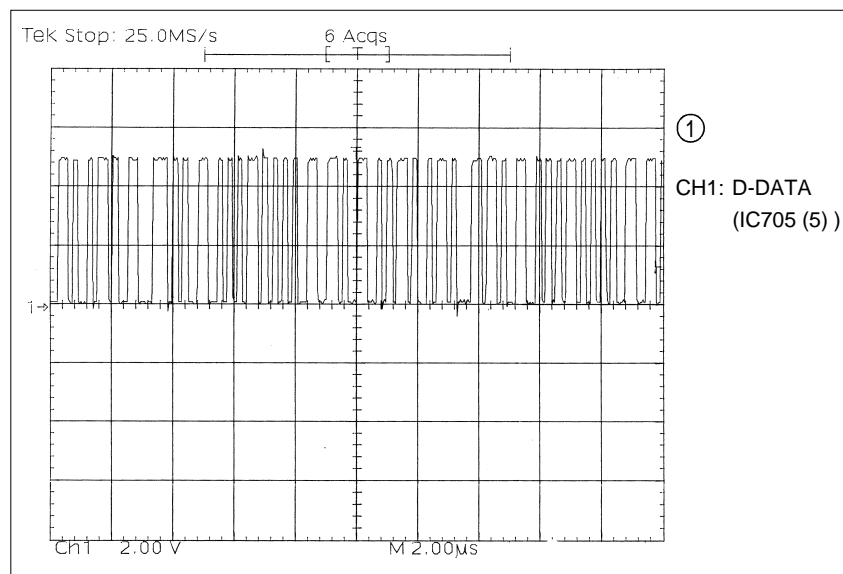 Tek Stop: 25.0MS/s 6 Acqs
1
CH1: D-DATA
(IC705 (5) )
1→
Ch1 2.00 V M 2.00µs